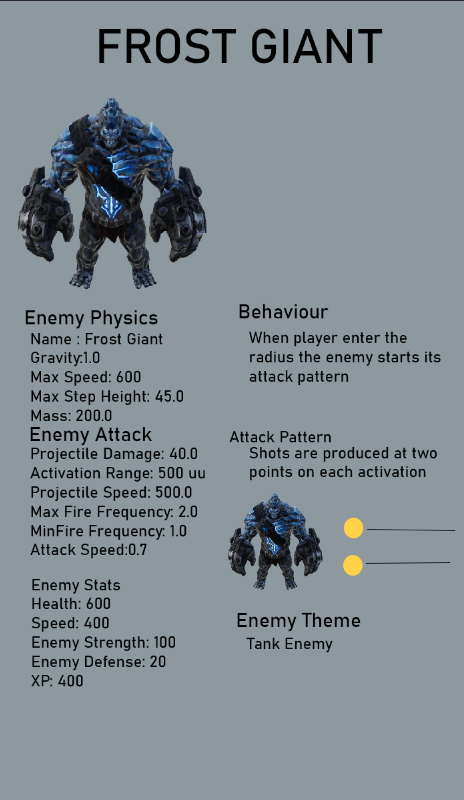 FROST GIANT
Enemy Physics
Name : Frost Giant
Gravity:1.0
Max Speed: 600
Max Step Height: 45.0
Mass: 200.0
Enemy Attack
Projectile Damage: 40.0
Activation Range: 500 uu
Projectile Speed: 500.0
Max Fire Frequency: 2.0
MinFire Frequency: 1.0
Attack Speed:0.7
Enemy Stats
Health: 600
Speed: 400
Enemy Strength: 100
Enemy Defense: 20
XP: 400
Behaviour
When player enter the
radius the enemy starts its
attack pattern
Attack Pattern
Shots are produced at two
points on each activation
Enemy Theme
Tank Enemy